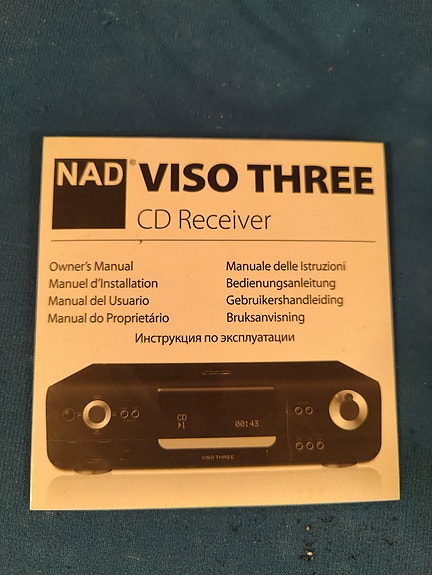 NAD® VISO THREE
CD Receiver
Owner's Manual
Manuel d'Installation
Manual del Usuario
Manual do Proprietário
Manuale delle Istruzioni
Bedienungsanleitung
Gebruikershandleiding
Bruksanvisning
Инструкция по эксплуатации
CD
1 00:43
VISO THREE